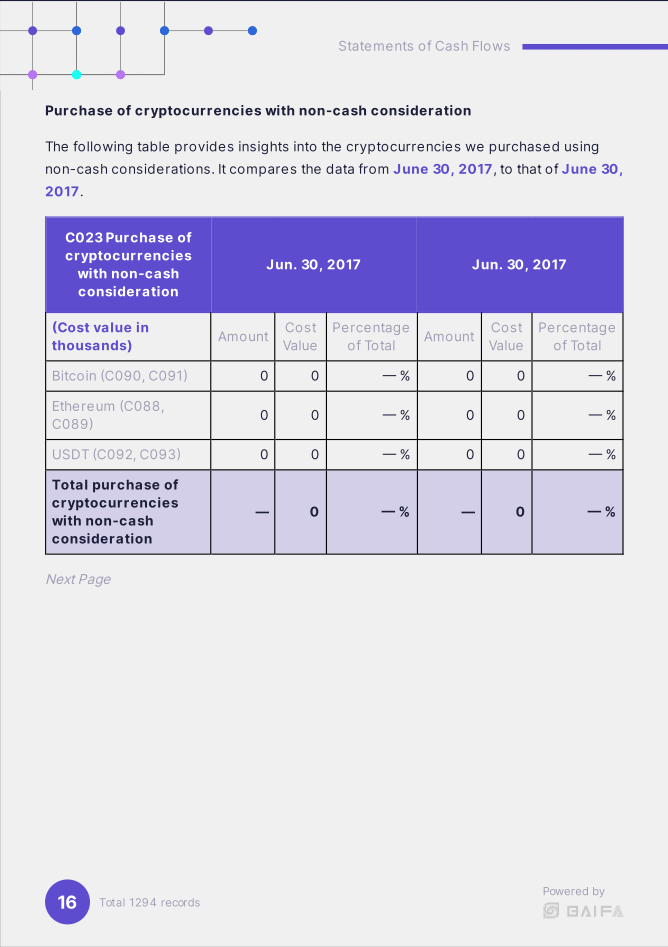 Statements of Cash Flows
Purchase of cryptocurrencies with non-cash consideration
The following table provides insights into the cryptocurrencies we purchased using
non-cash considerations. It compares the data from June 30, 2017, to that of June 30,
2017.
C023 Purchase of
cryptocurrencies
with non-cash
consideration
Jun. 30, 2017
Jun. 30, 2017
(Cost value in
thousands)
Amount
Cost
Value
Percentage
of Total
Amount
Cost
Value
Percentage
of Total
Bitcoin (C090, C091) 0 0 — % 0 0 — %
Ethereum (C088,
C089)
0 0 — % 0 0 — %
USDT (C092, C093) 0 0 — % 0 0 — %
Total purchase of
cryptocurrencies
with non-cash
consideration
— 0 — % — 0 — %
Next Page
16 Total 1294 records
Powered by
GAIFA